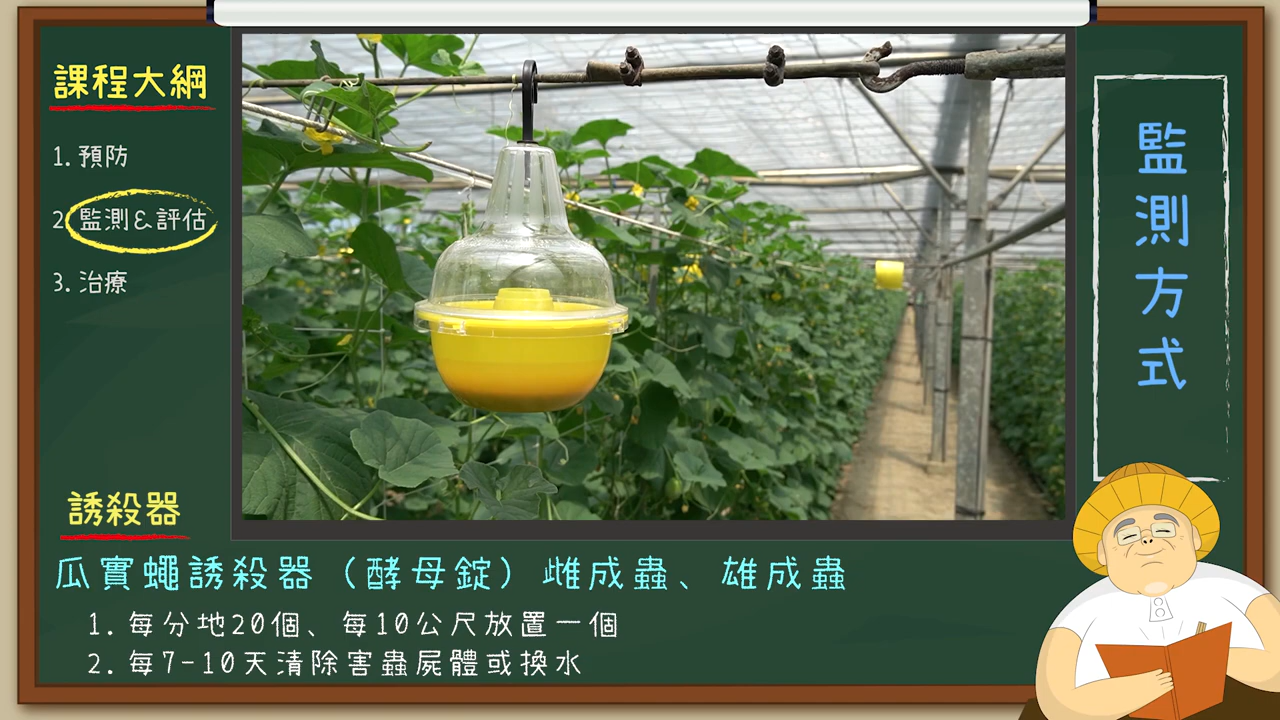 課程大綱
1. 預防
2. 監測&評估
3. 治療
監測方式
誘殺器
瓜實蠅誘殺器（酵母錠）雌成蟲、雄成蟲
1. 每分地20個、每10公尺放置一個
2. 每7-10天清除害蟲屍體或換水